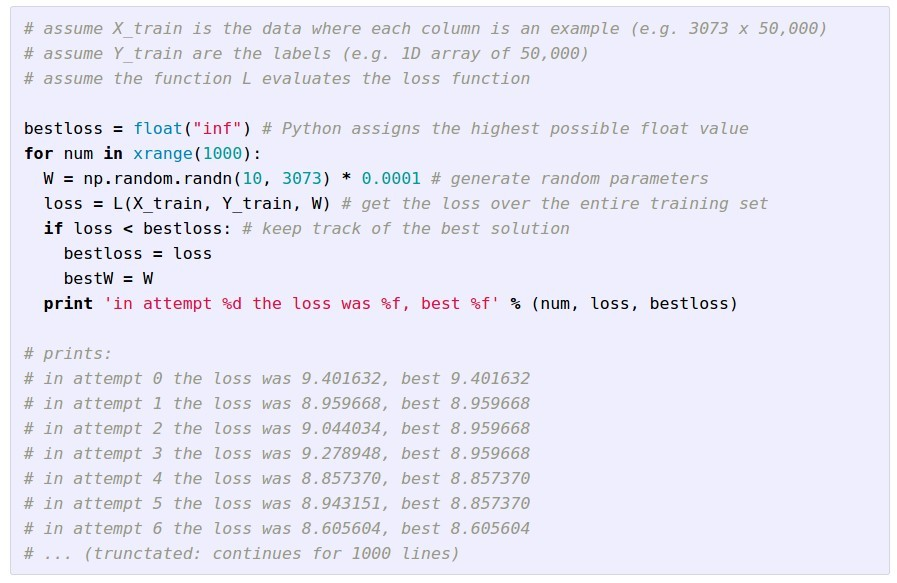 # assume X_train is the data where each column is an example (e.g. 3073 x 50,000)
# assume Y_train are the labels (e.g. 1D array of 50,000)
# assume the function L evaluates the loss function

bestloss = float("inf") # Python assigns the highest possible float value
for num in xrange(1000):
  W = np.random.randn(10, 3073) * 0.0001 # generate random parameters
  loss = L(X_train, Y_train, W) # get the loss over the entire training set
  if loss < bestloss: # keep track of the best solution
    bestloss = loss
    bestW = W
  print 'in attempt %d the loss was %f, best %f' % (num, loss, bestloss)

# prints:
# in attempt 0 the loss was 9.401632, best 9.401632
# in attempt 1 the loss was 8.959668, best 8.959668
# in attempt 2 the loss was 9.044034, best 8.959668
# in attempt 3 the loss was 9.278948, best 8.959668
# in attempt 4 the loss was 8.857370, best 8.857370
# in attempt 5 the loss was 8.943151, best 8.857370
# in attempt 6 the loss was 8.605604, best 8.605604
# ... (trunctated: continues for 1000 lines)